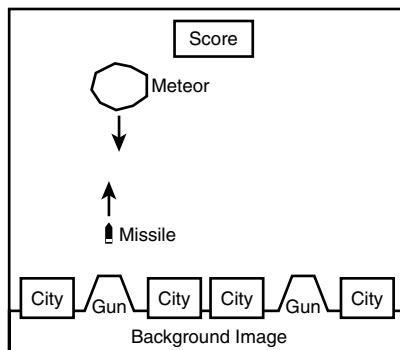 Score
Meteor
Missile
City Gun City City Gun City
Background Image